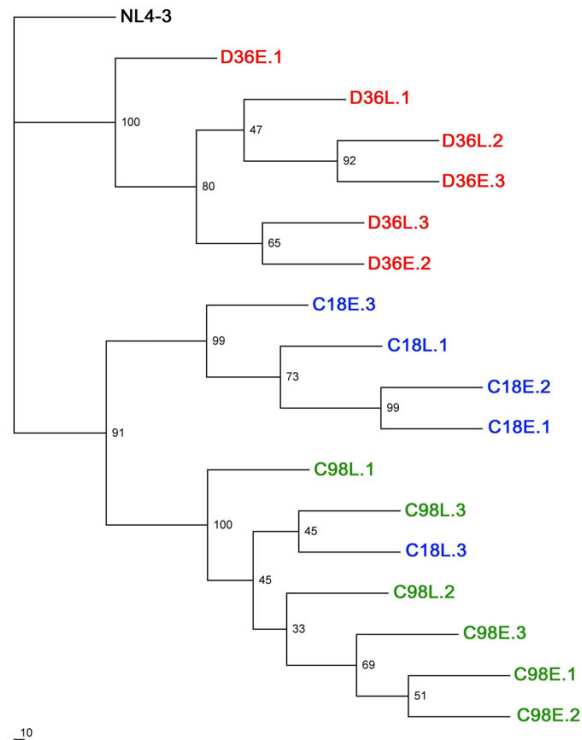 NL4-3
D36E.1
D36L.1
100
47
D36L.2
92
D36E.3
80
D36L.3
65
D36E.2
C18E.3
99
C18L.1
73
C18E.2
99
C18E.1
91
C98L.1
100
C98L.3
45
C18L.3
45
C98L.2
33
C98E.3
69
C98E.1
51
C98E.2
10